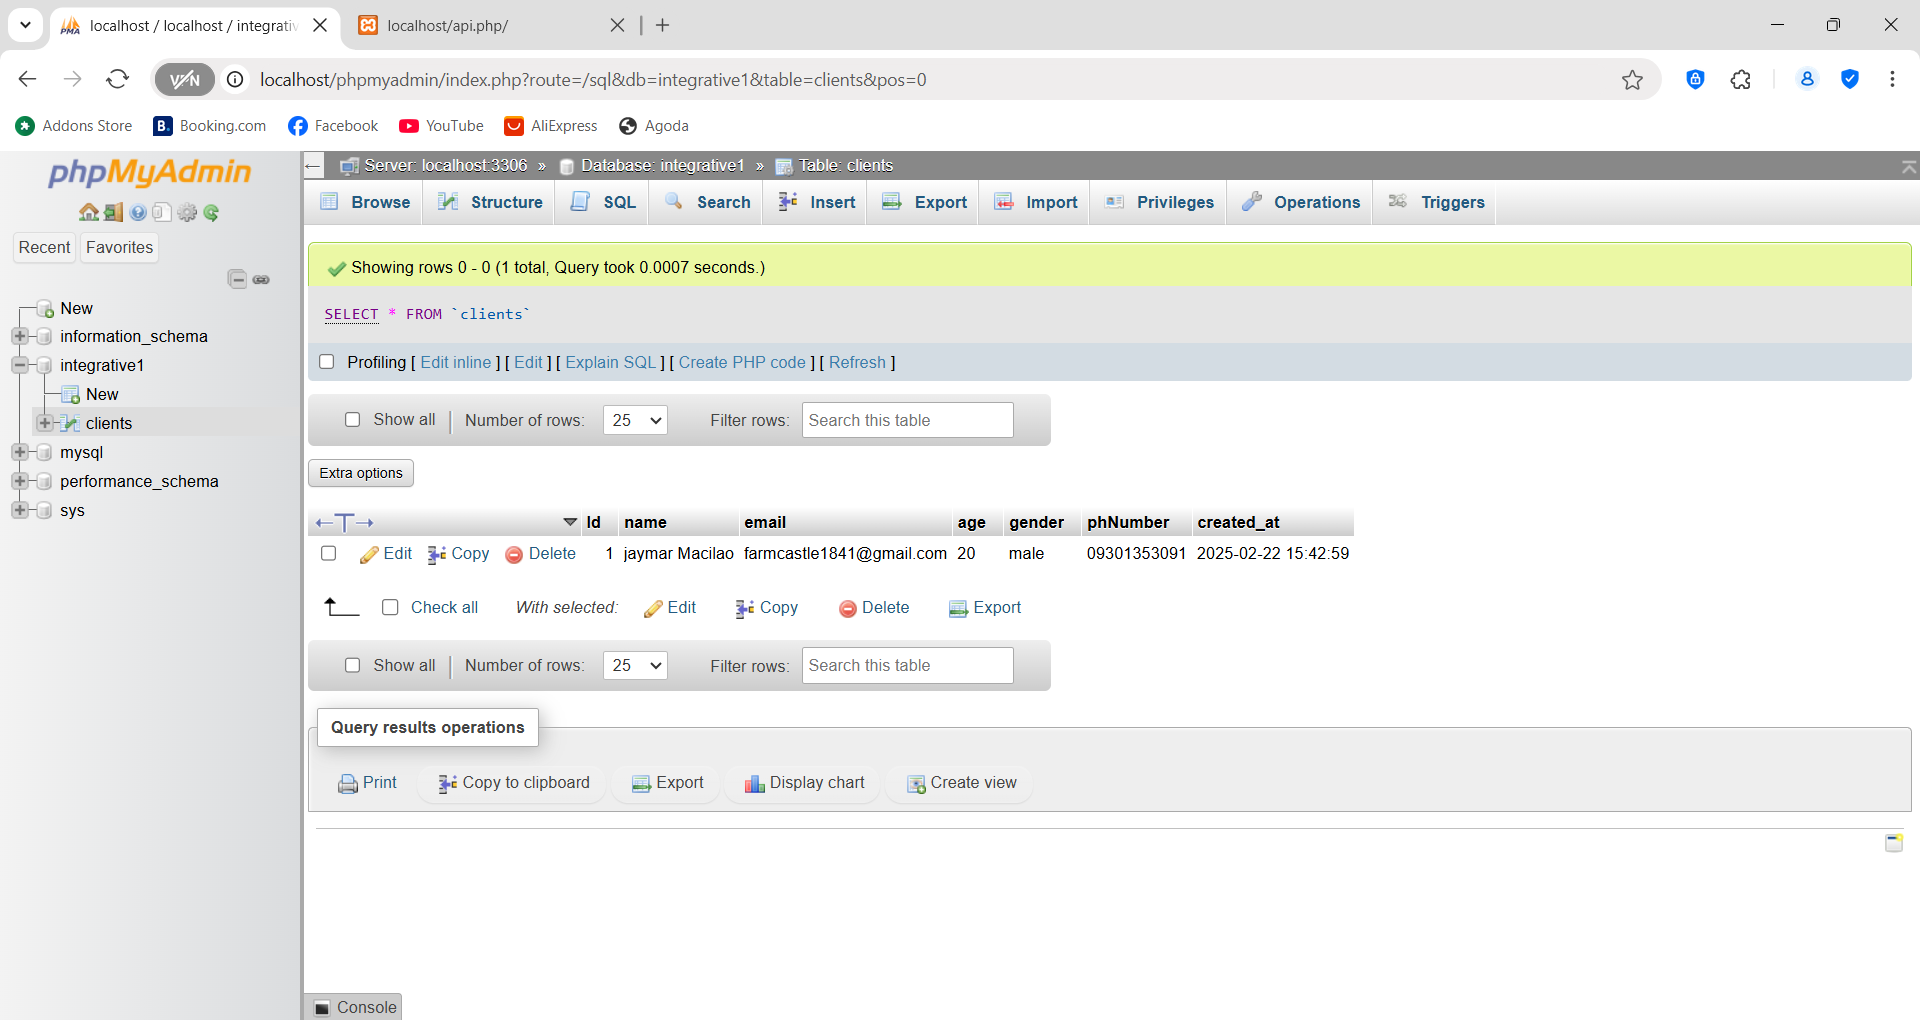 localhost / localhost / integrativ
localhost/api.php/
VPN
localhost/phpmyadmin/index.php?route=/sql&db=integrative1&table=clients&pos=0
Addons Store
B.
Booking.com
Facebook
YouTube
AliExpress
Agoda
phpMyAdmin
Recent
Favorites
New
information_schema
integrative1
New
clients
mysql
performance_schema
sys
Server: localhost:3306 » Database: integrative1 » Table: clients
Browse
Structure
SQL
Search
Insert
Export
Import
Privileges
Operations
Triggers
Showing rows 0 - 0 (1 total, Query took 0.0007 seconds.)
SELECT * FROM `clients`
Profiling [ Edit inline ] [ Edit ] [ Explain SQL ] [ Create PHP code ] [ Refresh ]
Show all | Number of rows: 25 Filter rows: Search this table
Extra options
Id name email age gender phNumber created_at
Edit Copy Delete 1 jaymar Macilao farmcastle1841@gmail.com 20 male 09301353091 2025-02-22 15:42:59
Check all With selected: Edit Copy Delete Export
Show all | Number of rows: 25 Filter rows: Search this table
Query results operations
Print Copy to clipboard Export Display chart Create view
Console